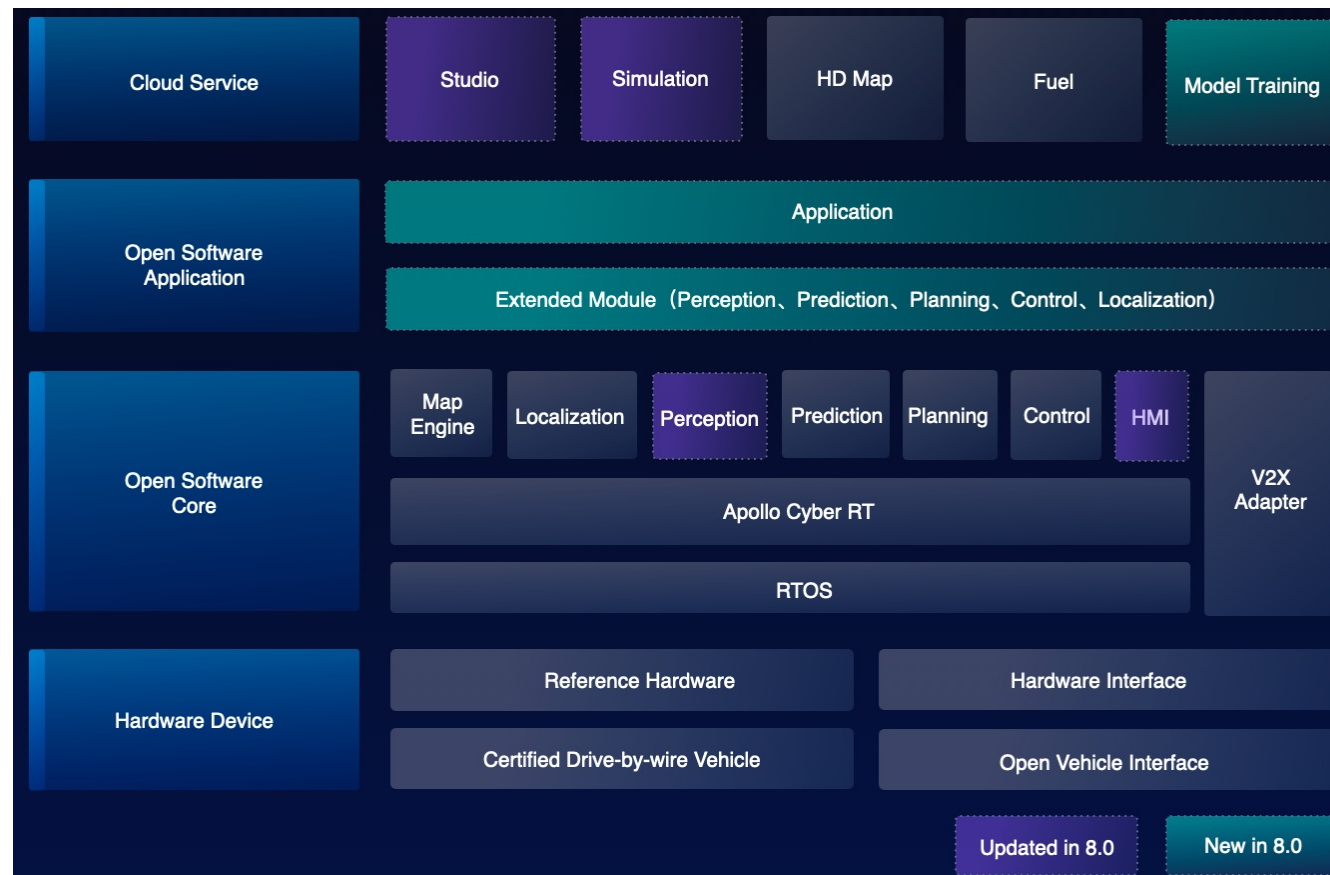 Cloud Service
Studio
Simulation
HD Map
Fuel
Model Training
Open Software
Application
Application
Extended Module（Perception、Prediction、Planning、Control、Localization）
Open Software
Core
Map
Engine
Localization
Perception
Prediction
Planning
Control
HMI
V2X
Adapter
Apollo Cyber RT
RTOS
Hardware Device
Reference Hardware
Hardware Interface
Certified Drive-by-wire Vehicle
Open Vehicle Interface
Updated in 8.0
New in 8.0